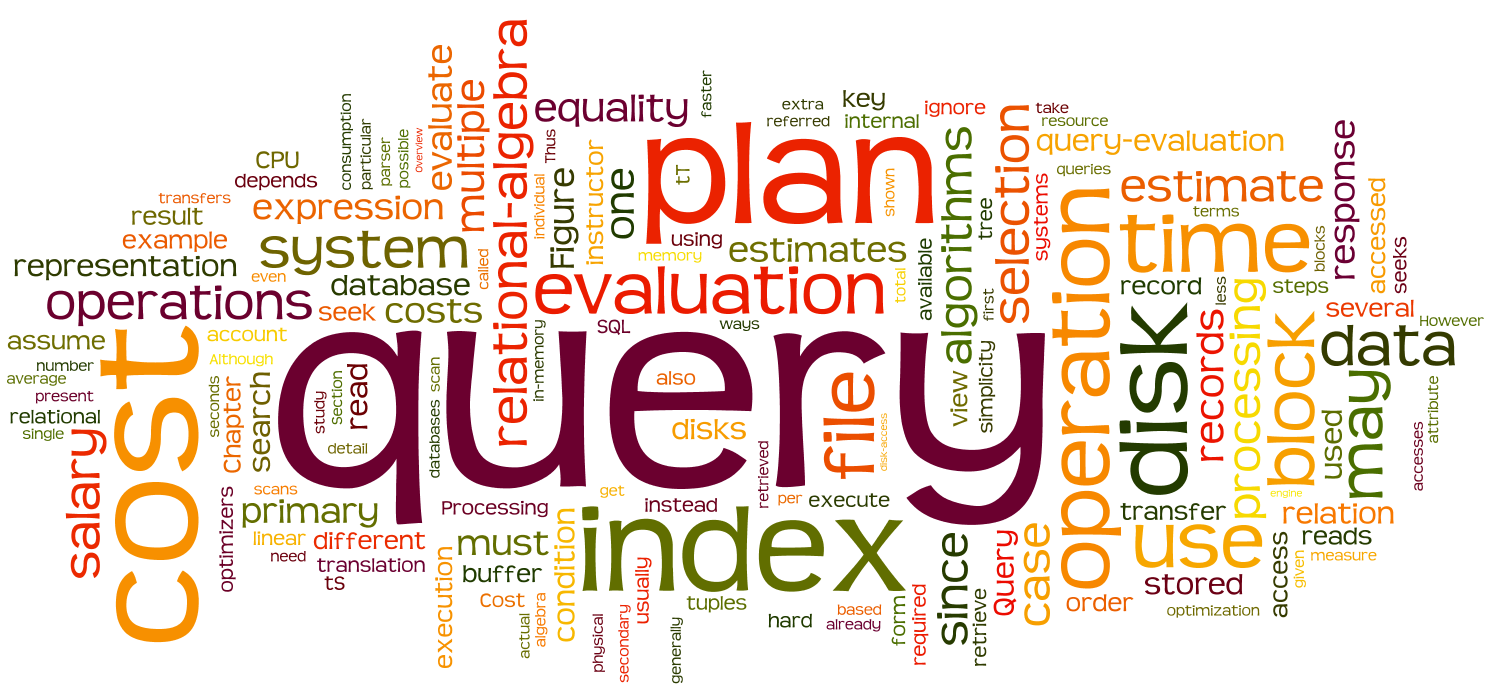 query
plan
cost
index
operation
disk
time
evaluation
use
data
file
block
system
relational-algebra
operations
selection
algorithms
may
processing
estimate
multiple
equality
expression
evaluate
estimates
costs
database
representation
response
records
record
several
since
case
must
condition
primary
search
salary
read
disks
one
Figure
instructor
query-evaluation
relation
stored
transfer
access
reads
used
order
Query
required
form
retrieve
execute
buffer
execution
different
translation
linear
scans
optimizers
Chapter
seconds
account
Although
assume
number
average
present
relational
single
example
result
transfers
depends
CPU
consumption
particular
parser
possible
Overview
even
seek
called
Thus
individual
faster
extra
referred
key
internal
ignore
take
resource
queries
systems
tree
first
available
total
shown
tT
using
memory
ways
SQL
in-memory
also
databases
scan
study
section
detail
retrieved
disk-access
view
simplicity
terms
steps
blocks
less
accessed
seeks
However
attribute
accesses
engine
given
measure
optimization
per
get
instead
Processing
need
tS
Cost
actual
algebra
physical
secondary
usually
generally
tuples
hard
based
already